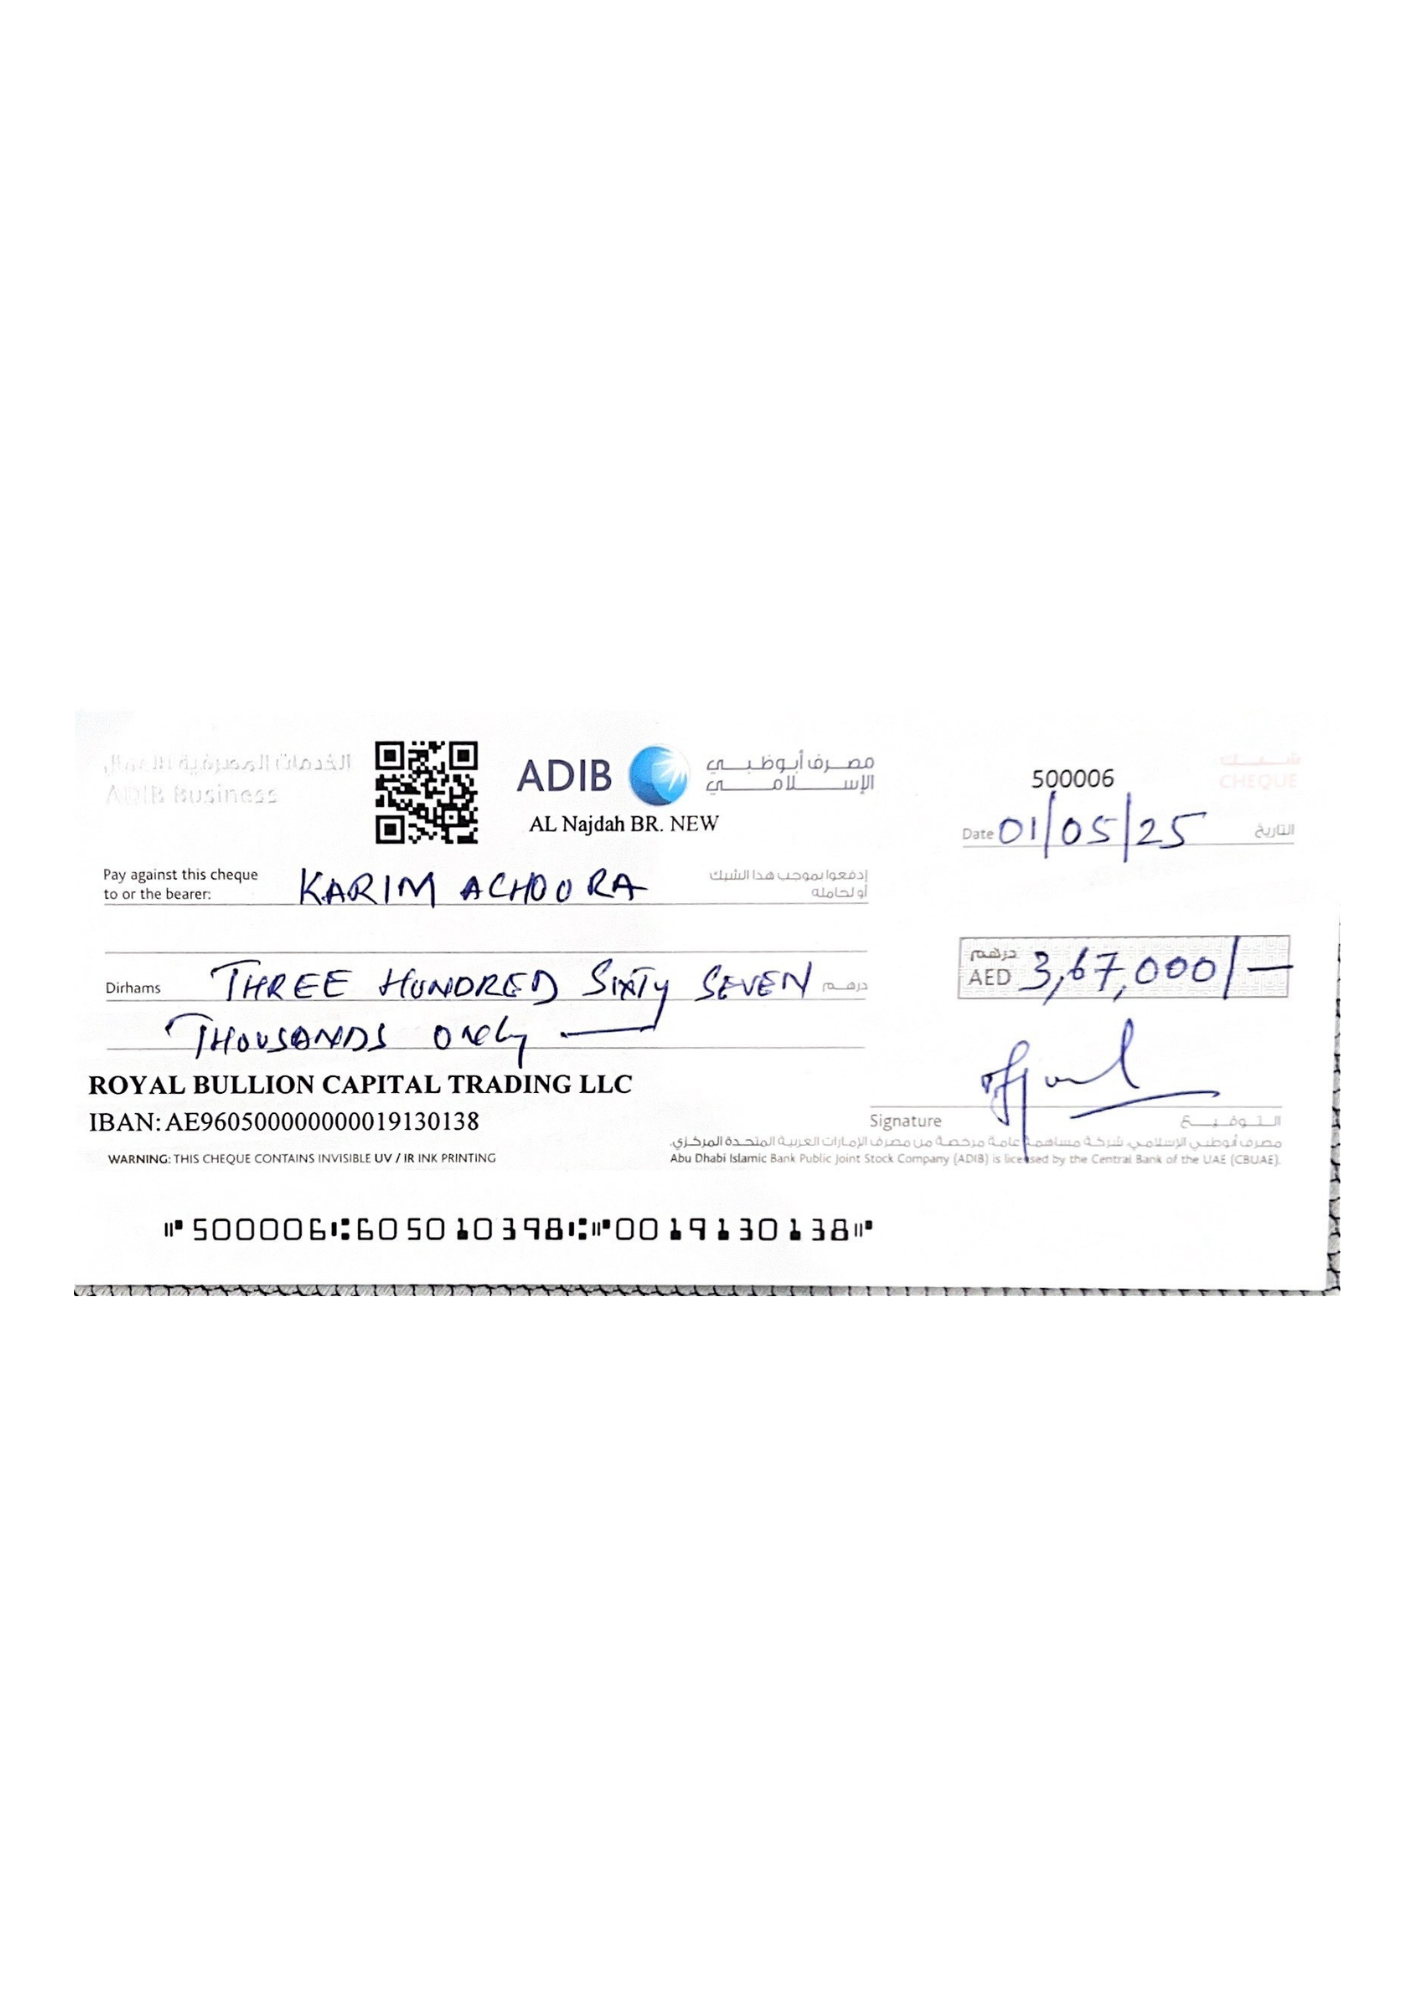 الخدمات المصرفية للأعمال
ADIB Business
ADIB
مصرف أبوظبي
الإسلامي
AL Najdah BR. NEW
500006
شيك
CHEQUE
Date 01/05/25 التاريخ
Pay against this cheque
to or the bearer:
KARIM ACHOORA
إدفعوا بموجب هذا الشيك
أو لحامله
Dirhams THREE HUNDRED SIXTY SEVEN درهم
THOUSANDS ONLY
درهم
AED 3,67,000/-
ROYAL BULLION CAPITAL TRADING LLC
IBAN: AE960500000000019130138
Signature التوقيع
WARNING: THIS CHEQUE CONTAINS INVISIBLE UV / IR INK PRINTING
مصرف أبوظبي الإسلامي، شركة مساهمة عامة مرخصة من مصرف الإمارات العربية المتحدة المركزي.
Abu Dhabi Islamic Bank Public Joint Stock Company (ADIB) is licensed by the Central Bank of the UAE (CBUAE).
⑈500006⑆605010398⑆⑈0019130138⑈